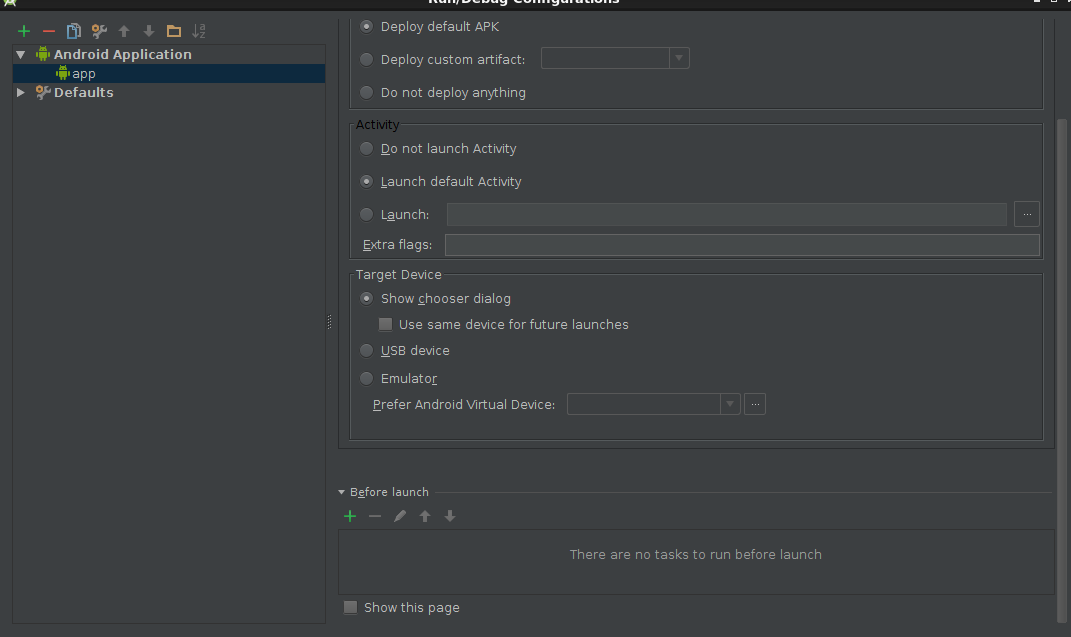 Run/Debug Configurations
Android Application
app
Defaults
Deploy default APK
Deploy custom artifact:
Do not deploy anything
Activity
Do not launch Activity
Launch default Activity
Launch: ...
Extra flags:
Target Device
Show chooser dialog
Use same device for future launches
USB device
Emulator
Prefer Android Virtual Device: ...
Before launch
There are no tasks to run before launch
Show this page